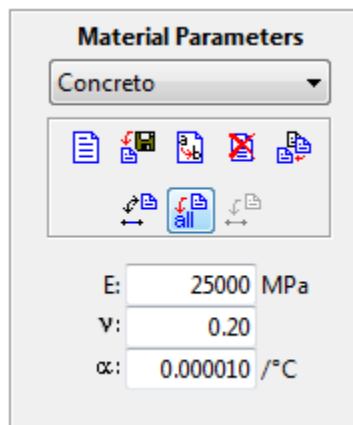 Material Parameters
Concreto
a
b
all
E: 25000 MPa
ν: 0.20
α: 0.000010 /°C